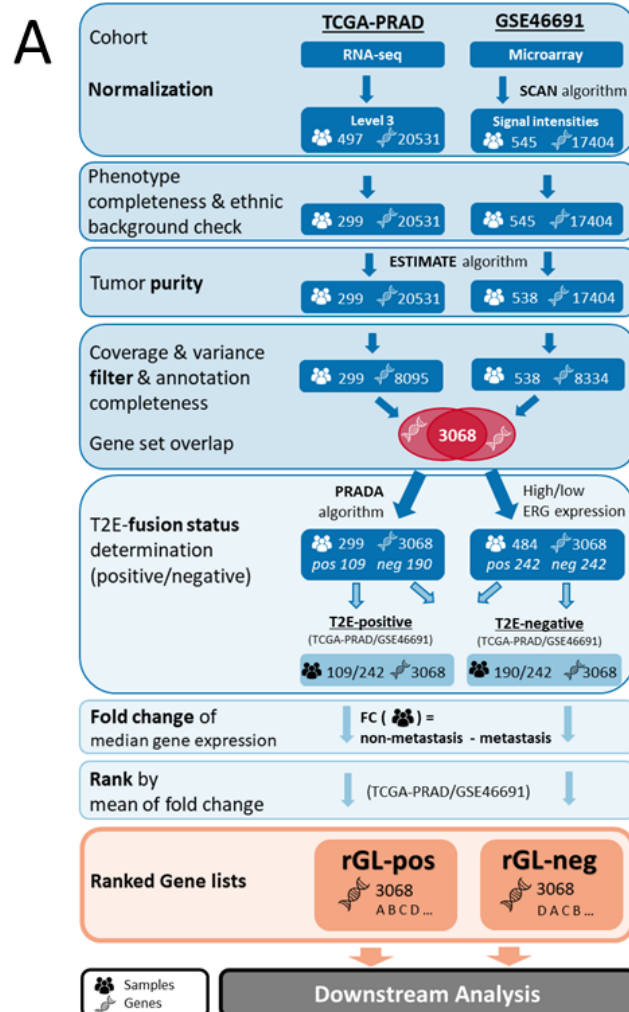 A
Cohort
TCGA-PRAD
GSE46691
RNA-seq
Microarray
Normalization
SCAN algorithm
Level 3
497 20531
Signal intensities
545 17404
Phenotype
completeness & ethnic
background check
299 20531
545 17404
ESTIMATE algorithm
Tumor purity
299 20531
538 17404
Coverage & variance
filter & annotation
completeness
299 8095
538 8334
Gene set overlap
3068
PRADA
algorithm
High/low
ERG expression
T2E-fusion status
determination
(positive/negative)
299 3068
pos 109 neg 190
484 3068
pos 242 neg 242
T2E-positive
(TCGA-PRAD/GSE46691)
109/242 3068
T2E-negative
(TCGA-PRAD/GSE46691)
190/242 3068
Fold change of
median gene expression
FC ( ) =
non-metastasis - metastasis
Rank by
mean of fold change
(TCGA-PRAD/GSE46691)
Ranked Gene lists
rGL-pos
3068
A B C D ...
rGL-neg
3068
D A C B ...
Samples
Genes
Downstream Analysis